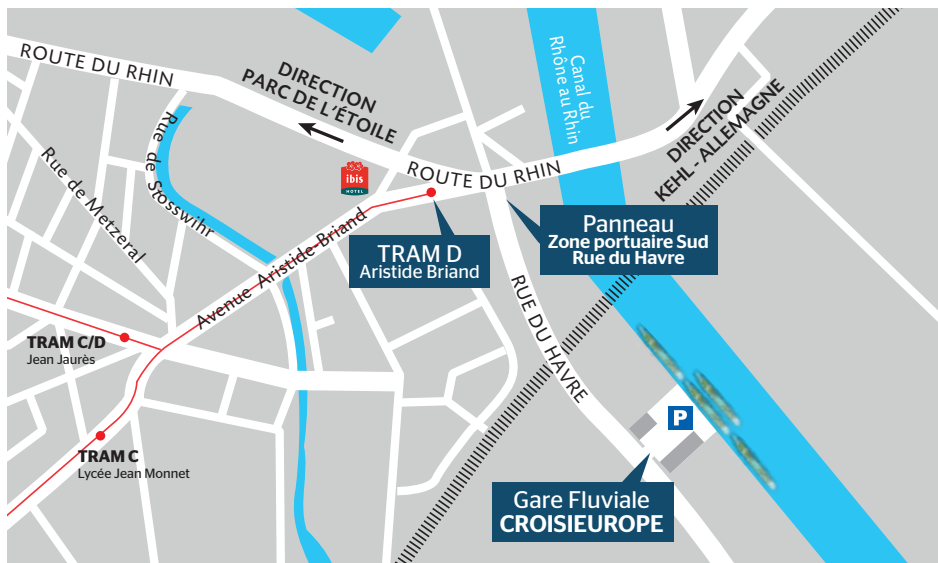 ROUTE DU RHIN
DIRECTION
PARC DE L'ÉTOILE
Canal du
Rhône au Rhin
DIRECTION
KEHL - ALLEMAGNE
Rue de Stosswihr
Rue de Metzeral
ibis
HOTEL
ROUTE DU RHIN
Avenue Aristide-Briand
TRAM D
Aristide Briand
Panneau
Zone portuaire Sud
Rue du Havre
RUE DU HAVRE
TRAM C/D
Jean Jaurès
P
TRAM C
Lycée Jean Monnet
Gare Fluviale
CROISIEUROPE